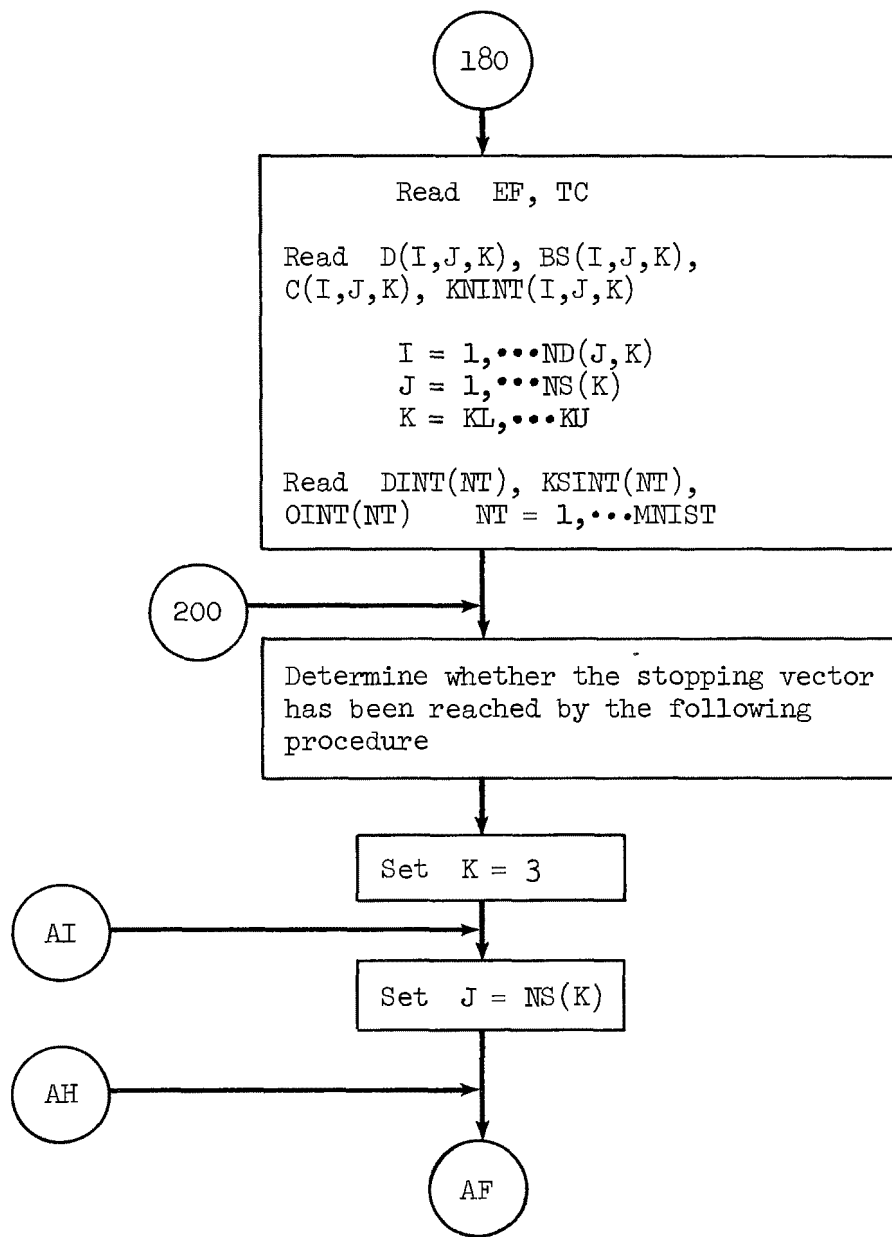 180
Read EF, TC
Read D(I,J,K), BS(I,J,K),
C(I,J,K), KNINT(I,J,K)
I = 1,•••ND(J,K)
J = 1,•••NS(K)
K = KL,•••KU
Read DINT(NT), KSINT(NT),
OINT(NT) NT = 1,•••MNIST
200
Determine whether the stopping vector
has been reached by the following
procedure
Set K = 3
AI
Set J = NS(K)
AH
AF